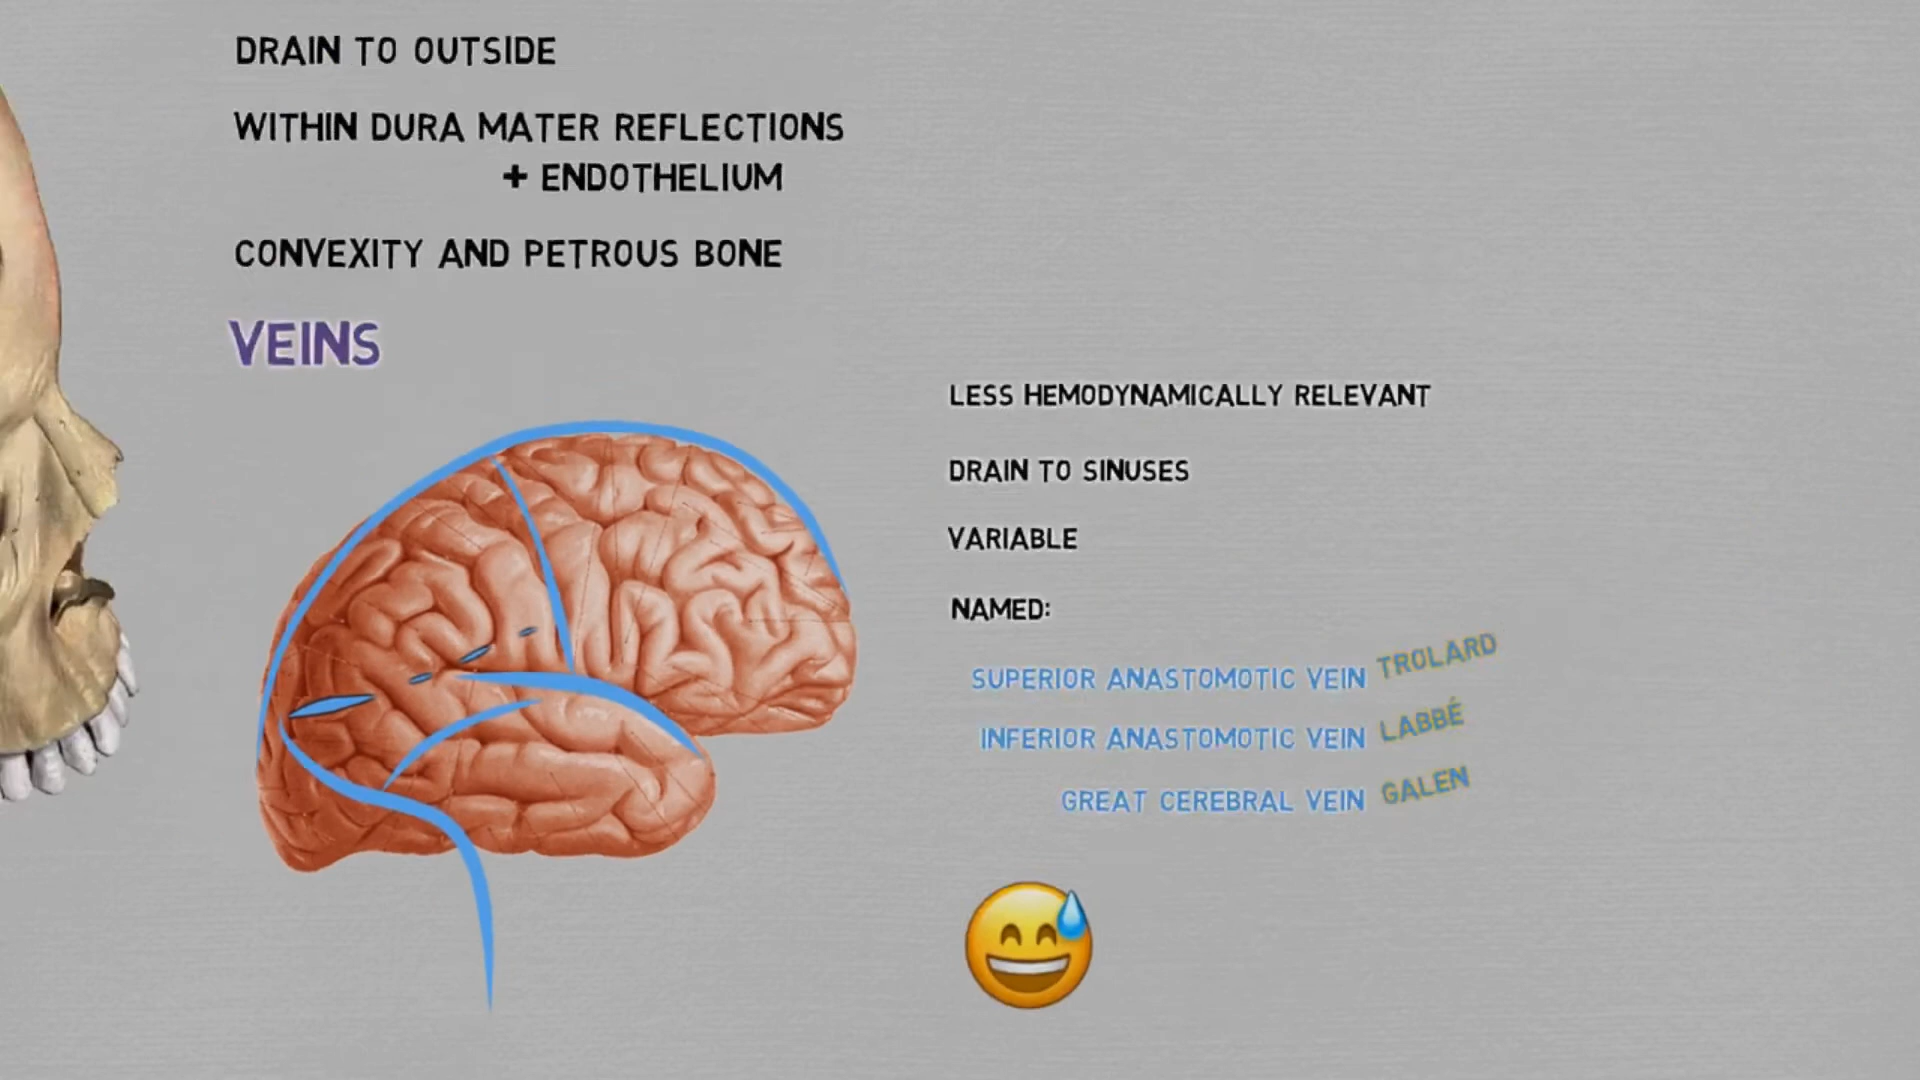 DRAIN TO OUTSIDE
WITHIN DURA MATER REFLECTIONS
+ ENDOTHELIUM
CONVEXITY AND PETROUS BONE
VEINS
LESS HEMODYNAMICALLY RELEVANT
DRAIN TO SINUSES
VARIABLE
NAMED:
SUPERIOR ANASTOMOTIC VEIN TROLARD
INFERIOR ANASTOMOTIC VEIN LABBÉ
GREAT CEREBRAL VEIN GALEN